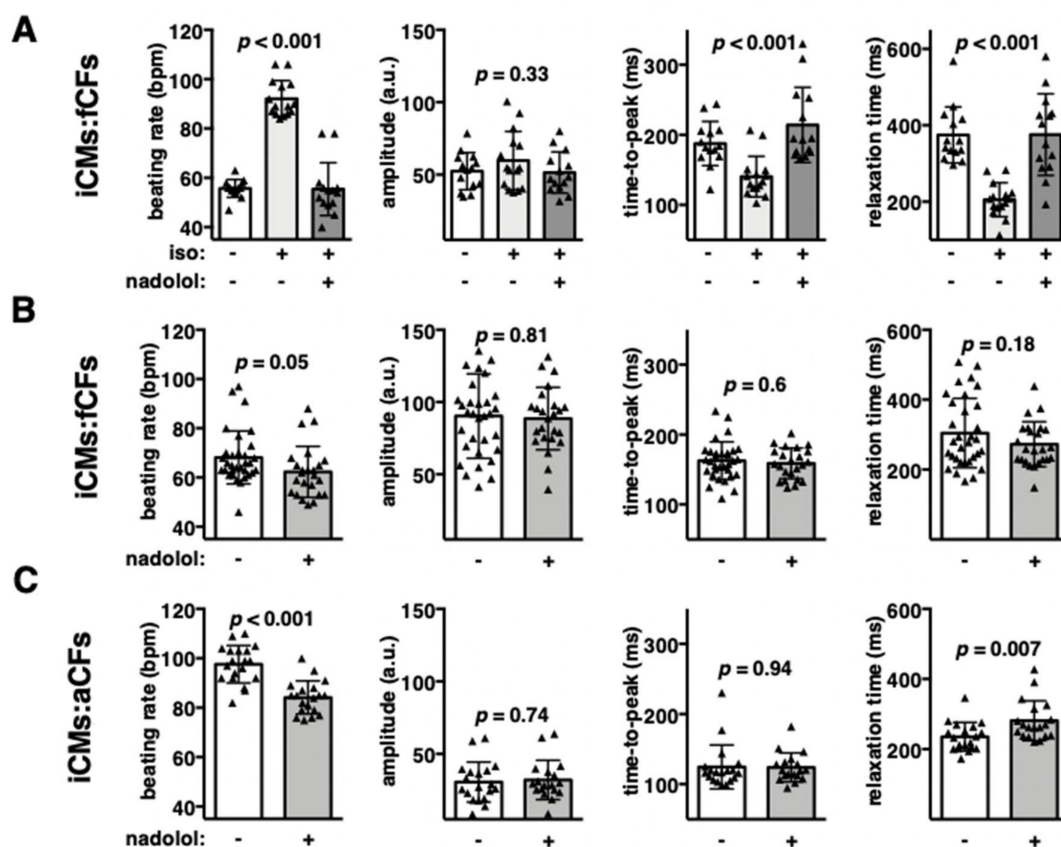 A
iCMs:fCFs
beating rate (bpm)
120
100
80
60
40
p < 0.001
amplitude (a.u.)
150
100
50
p = 0.33
time-to-peak (ms)
300
200
100
p < 0.001
relaxation time (ms)
600
400
200
p < 0.001
iso: - + + - + + - + + - + +
nadolol: - - + - - + - - + - - +
B
iCMs:fCFs
beating rate (bpm)
120
100
80
60
40
p = 0.05
amplitude (a.u.)
150
100
50
p = 0.81
time-to-peak (ms)
300
200
100
p = 0.6
relaxation time (ms)
600
400
200
p = 0.18
nadolol: - + - + - + - +
C
iCMs:aCFs
beating rate (bpm)
120
100
80
60
40
p < 0.001
amplitude (a.u.)
150
100
50
p = 0.74
time-to-peak (ms)
300
200
100
p = 0.94
relaxation time (ms)
600
400
200
p = 0.007
nadolol: - + - + - + - +